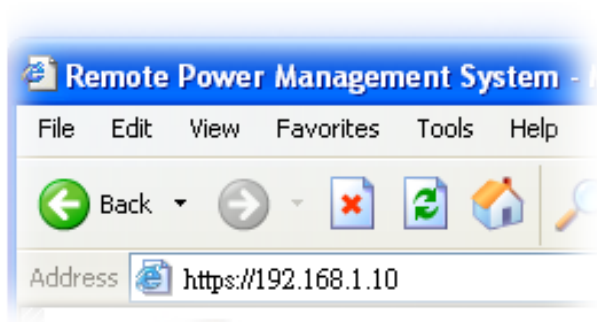 Remote Power Management System -
File Edit View Favorites Tools Help
Back
Address https://192.168.1.10